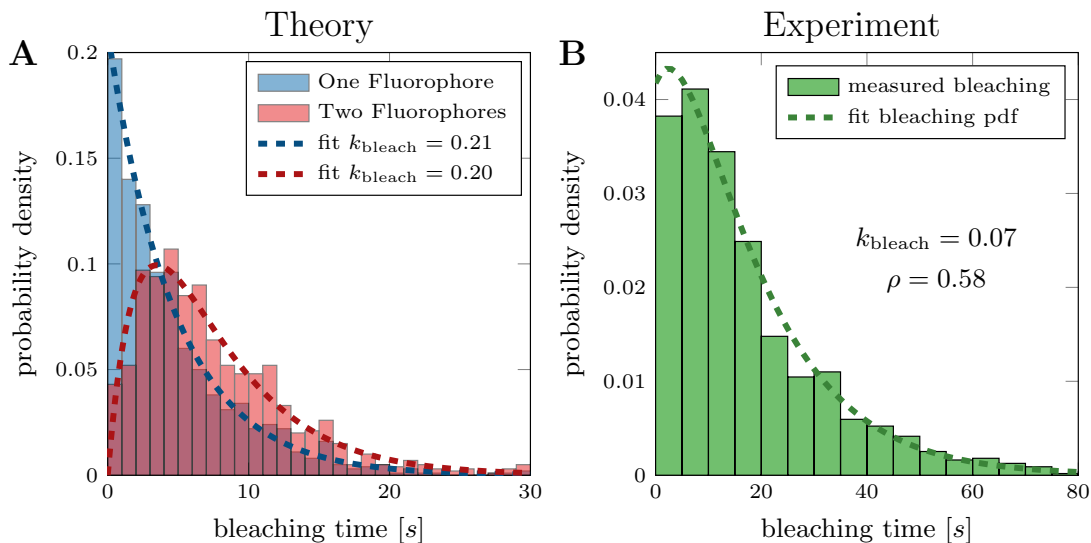 Theory
A
0.2
0.15
0.1
0.05
0
0
10
20
30
probability density
bleaching time [s]
One Fluorophore
Two Fluorophores
fit k_bleach = 0.21
fit k_bleach = 0.20
Experiment
B
0.04
0.03
0.02
0.01
0
0
20
40
60
80
probability density
bleaching time [s]
measured bleaching
fit bleaching pdf
k_bleach = 0.07
ρ = 0.58